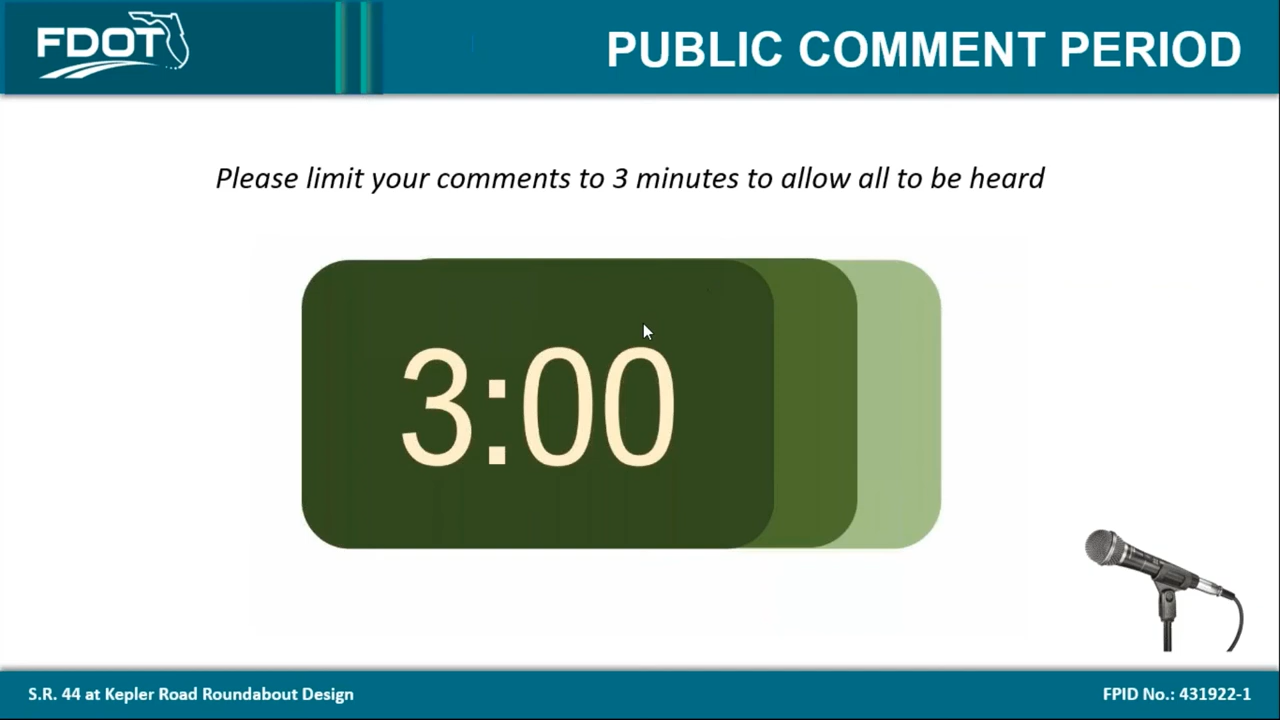 FDOT
PUBLIC COMMENT PERIOD
Please limit your comments to 3 minutes to allow all to be heard
3:00
S.R. 44 at Kepler Road Roundabout Design
FPID No.: 431922-1